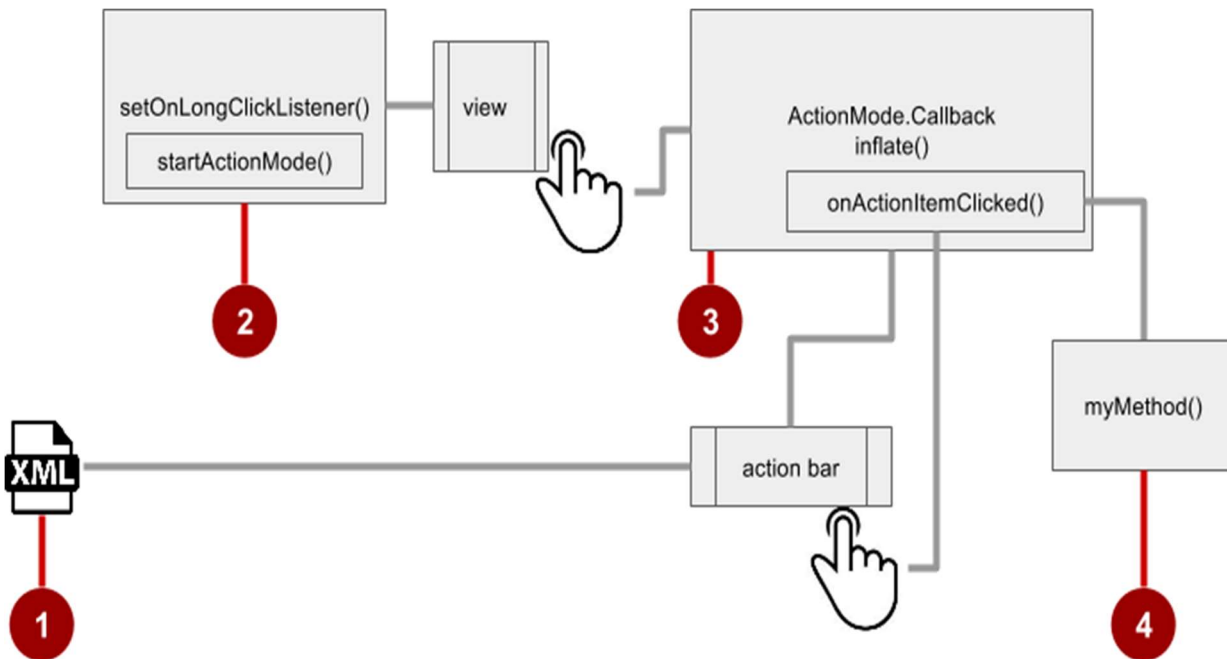 setOnLongClickListener()
startActionMode()
view
ActionMode.Callback
inflate()
onActionItemClicked()
2
3
myMethod()
XML
action bar
1
4